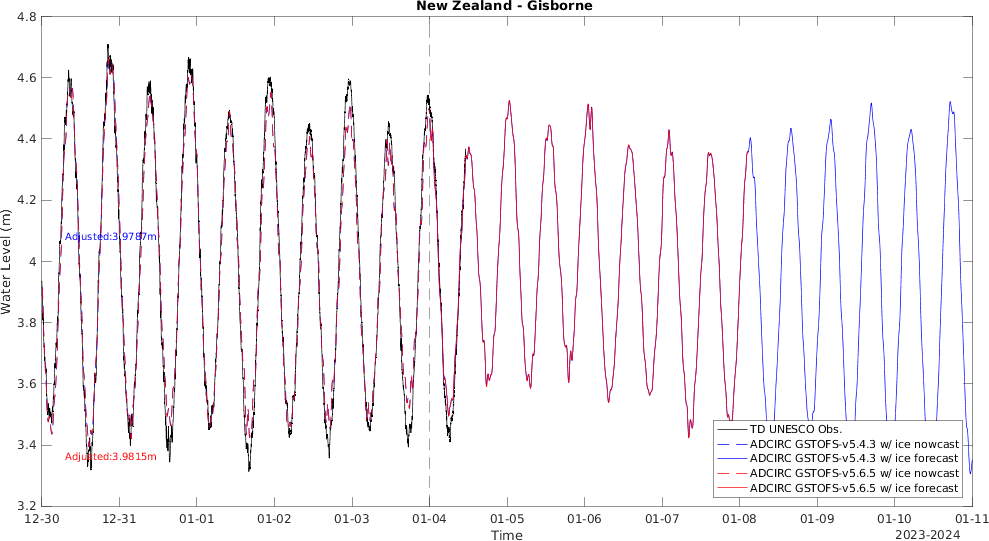 New Zealand - Gisborne
4.8
4.6
4.4
4.2
4
3.8
3.6
3.4
3.2
Water Level (m)
Adjusted:3.9787m
Adjusted:3.9815m
TD UNESCO Obs.
ADCIRC GSTOFS-v5.4.3 w/ ice nowcast
ADCIRC GSTOFS-v5.4.3 w/ ice forecast
ADCIRC GSTOFS-v5.6.5 w/ ice nowcast
ADCIRC GSTOFS-v5.6.5 w/ ice forecast
12-30 12-31 01-01 01-02 01-03 01-04 01-05 01-06 01-07 01-08 01-09 01-10 01-11
Time
2023-2024